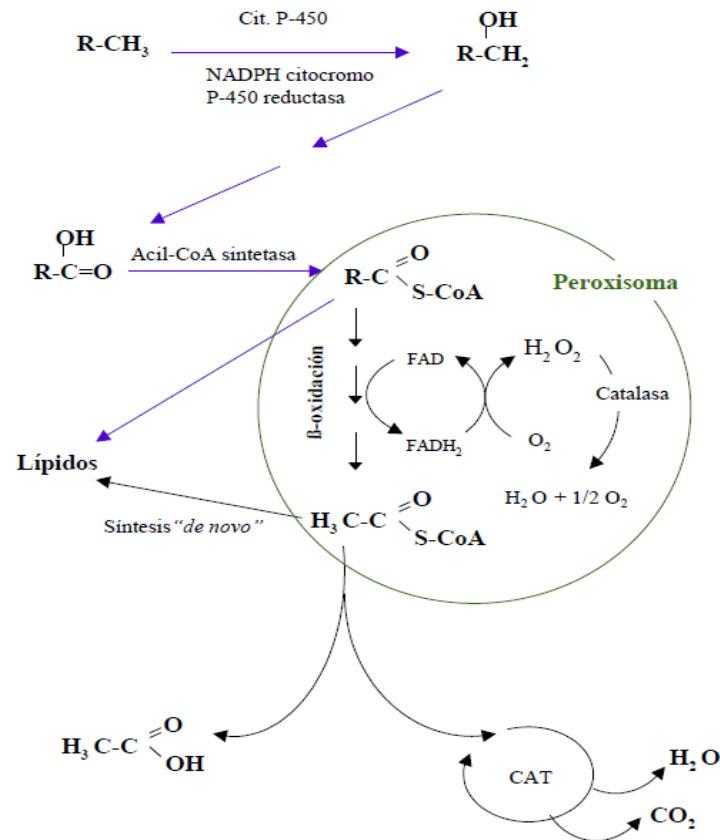 Cit. P-450
R-CH₃
OH
R-CH₂
NADPH citocromo
P-450 reductasa
OH
R-C=O
Acil-CoA sintetasa
O
R-C
S-CoA
Peroxisoma
ß-oxidación
FAD
H₂O₂
Catalasa
FADH₂
O₂
Lípidos
H₂O + 1/2 O₂
Síntesis “de novo”
O
H₃C-C
S-CoA
O
H₃C-C
OH
CAT
H₂O
CO₂